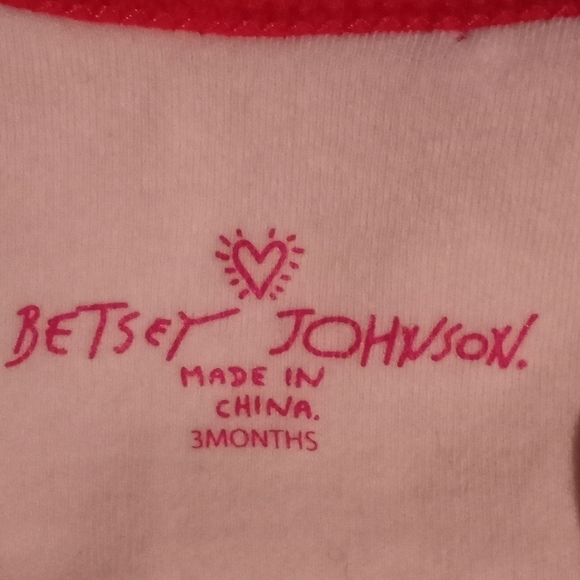 BETSEY JOHNSON.
MADE IN
CHINA.
3MONTHS